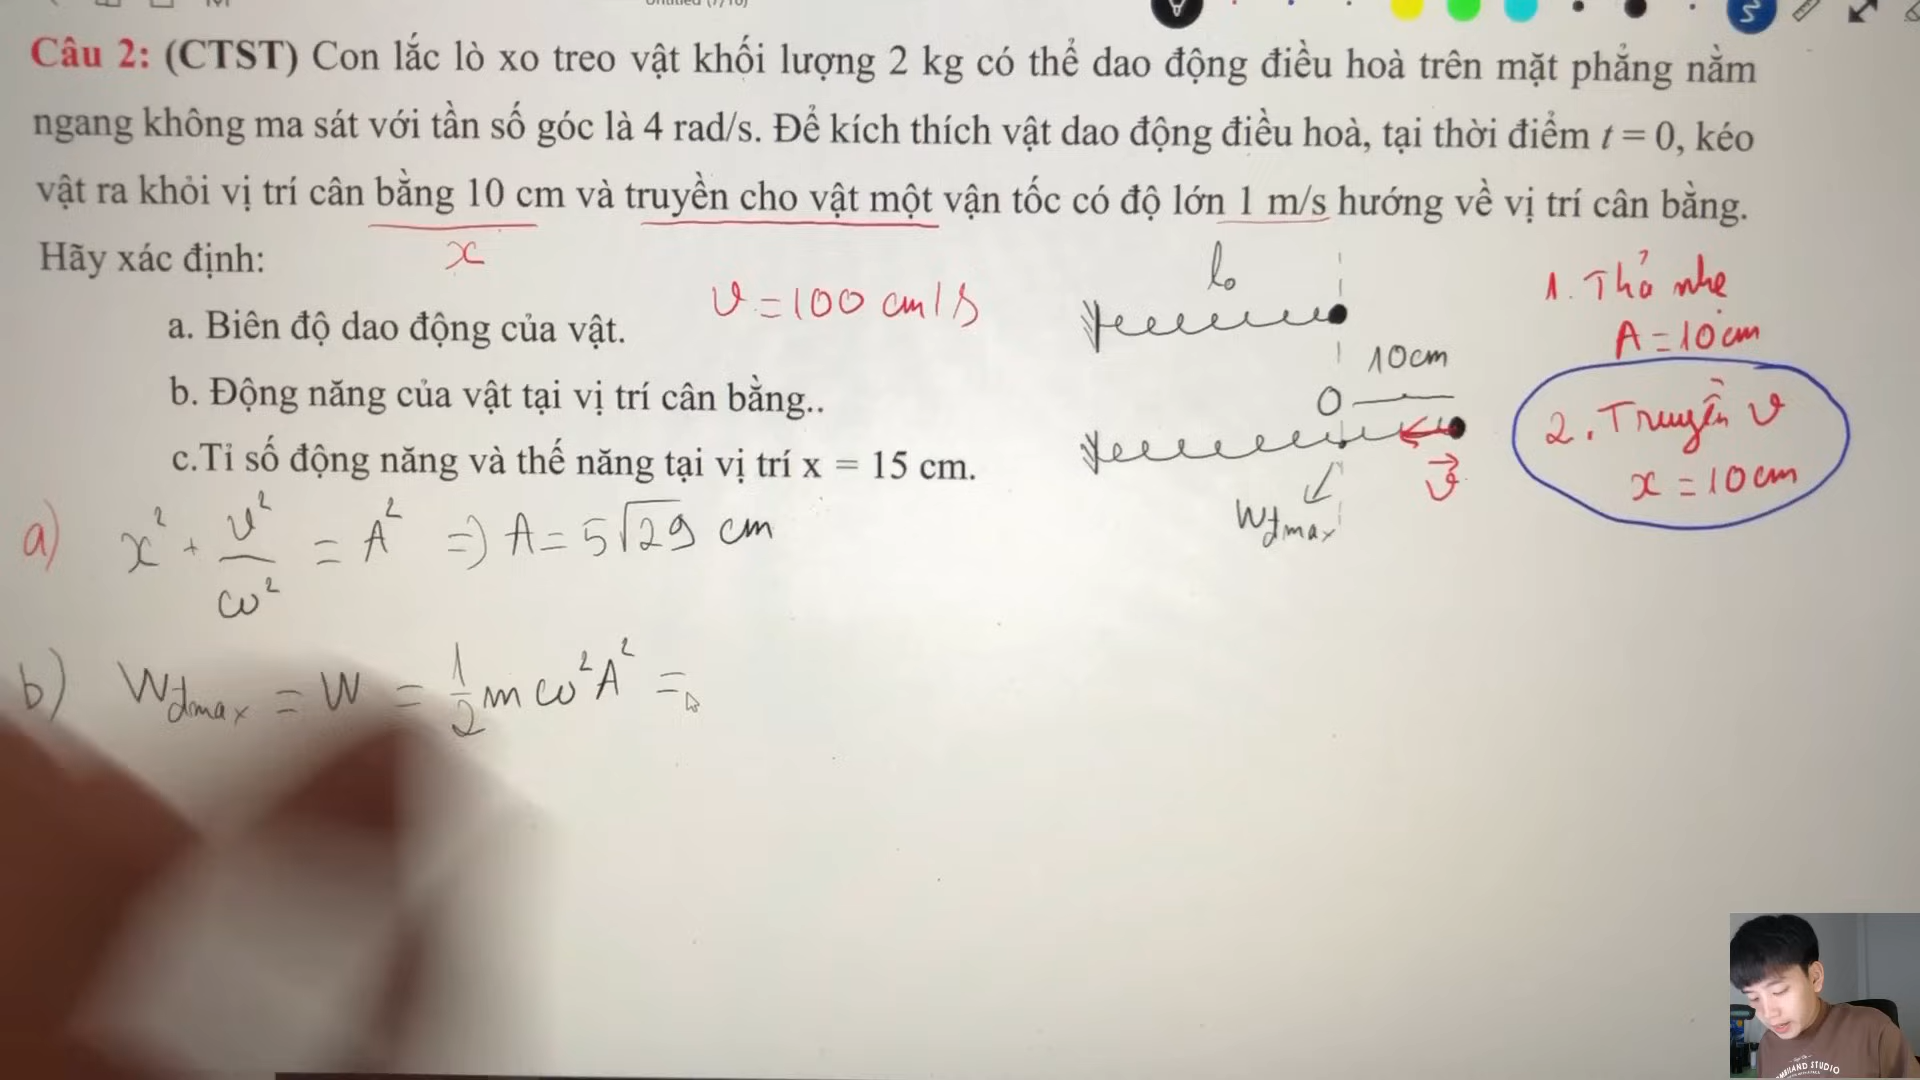 Untitled (7/10)
Câu 2: (CTST) Con lắc lò xo treo vật khối lượng 2 kg có thể dao động điều hoà trên mặt phẳng nằm
ngang không ma sát với tần số góc là 4 rad/s. Để kích thích vật dao động điều hoà, tại thời điểm t = 0, kéo
vật ra khỏi vị trí cân bằng 10 cm và truyền cho vật một vận tốc có độ lớn 1 m/s hướng về vị trí cân bằng.
Hãy xác định:
x
v = 100 cm/s
a. Biên độ dao động của vật.
b. Động năng của vật tại vị trí cân bằng..
c.Tỉ số động năng và thế năng tại vị trí x = 15 cm.
l₀
10cm
O
v⃗
Wđmax
1. Thả nhẹ
A = 10cm
2. Truyền v
x = 10cm
a) x² + v²/ω² = A² => A = 5√29 cm
b) Wđmax = W = 1/2 mω²A² =
STUDIO